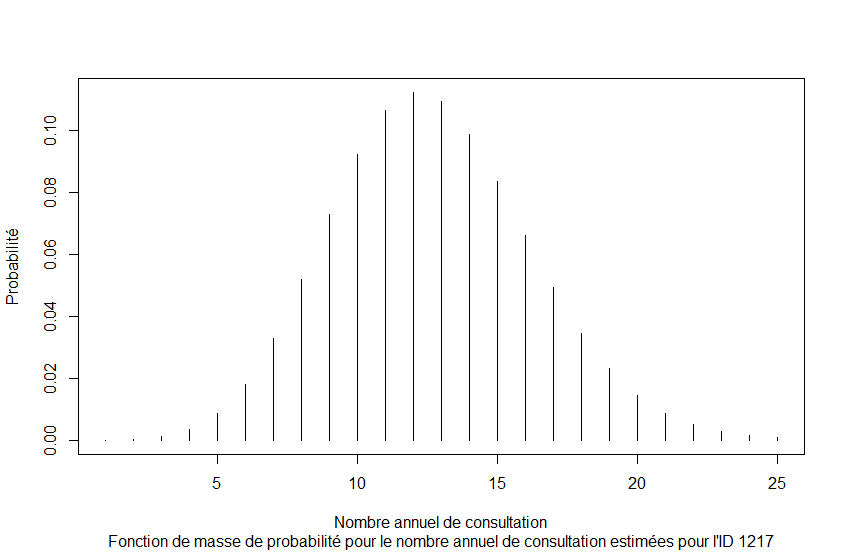 Probabilité
0.10
0.08
0.06
0.04
0.02
0.00
5 10 15 20 25
Nombre annuel de consultation
Fonction de masse de probabilité pour le nombre annuel de consultation estimées pour l'ID 1217